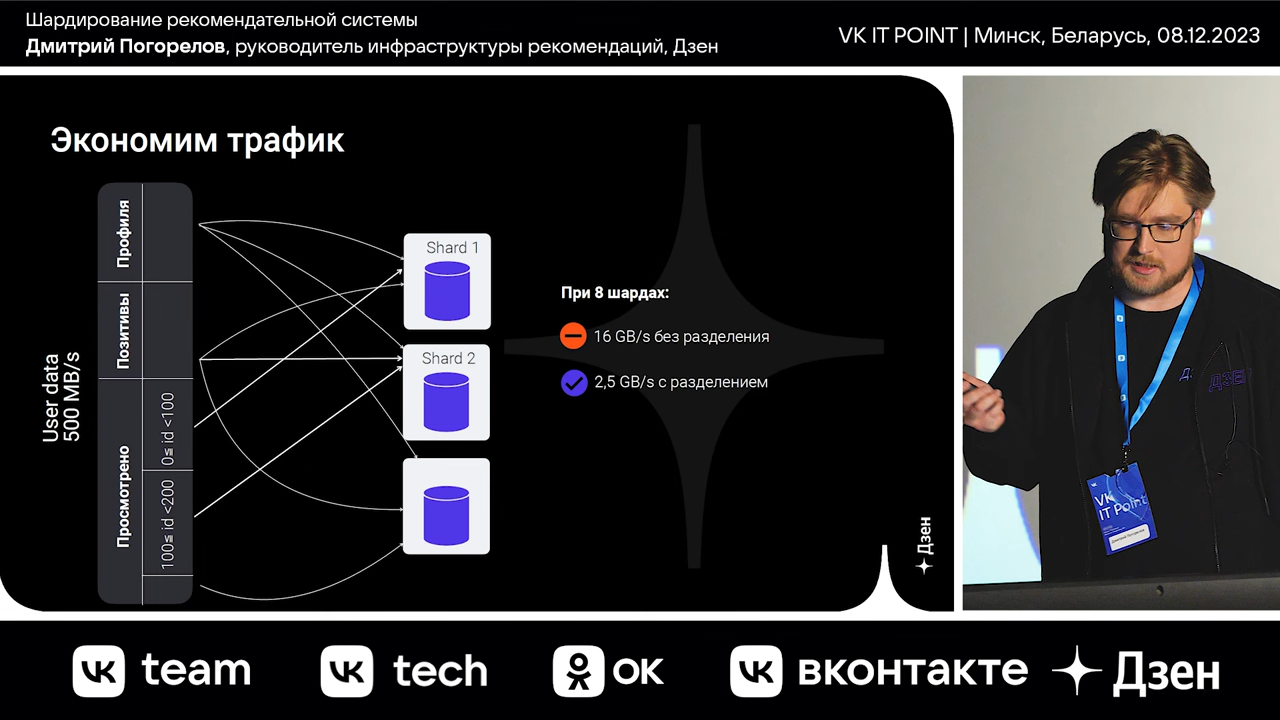 Шардирование рекомендательной системы
Дмитрий Погорелов, руководитель инфраструктуры рекомендаций, Дзен
VK IT POINT | Минск, Беларусь, 08.12.2023
Экономим трафик
User data
500 MB/s
Профиля
Позитивы
Просмотрено
0≤ id <100
100≤ id <200
Shard 1
Shard 2
При 8 шардах:
16 GB/s без разделения
2,5 GB/s с разделением
Дзен
VK
IT Point
team
tech
ОК
вконтакте
Дзен